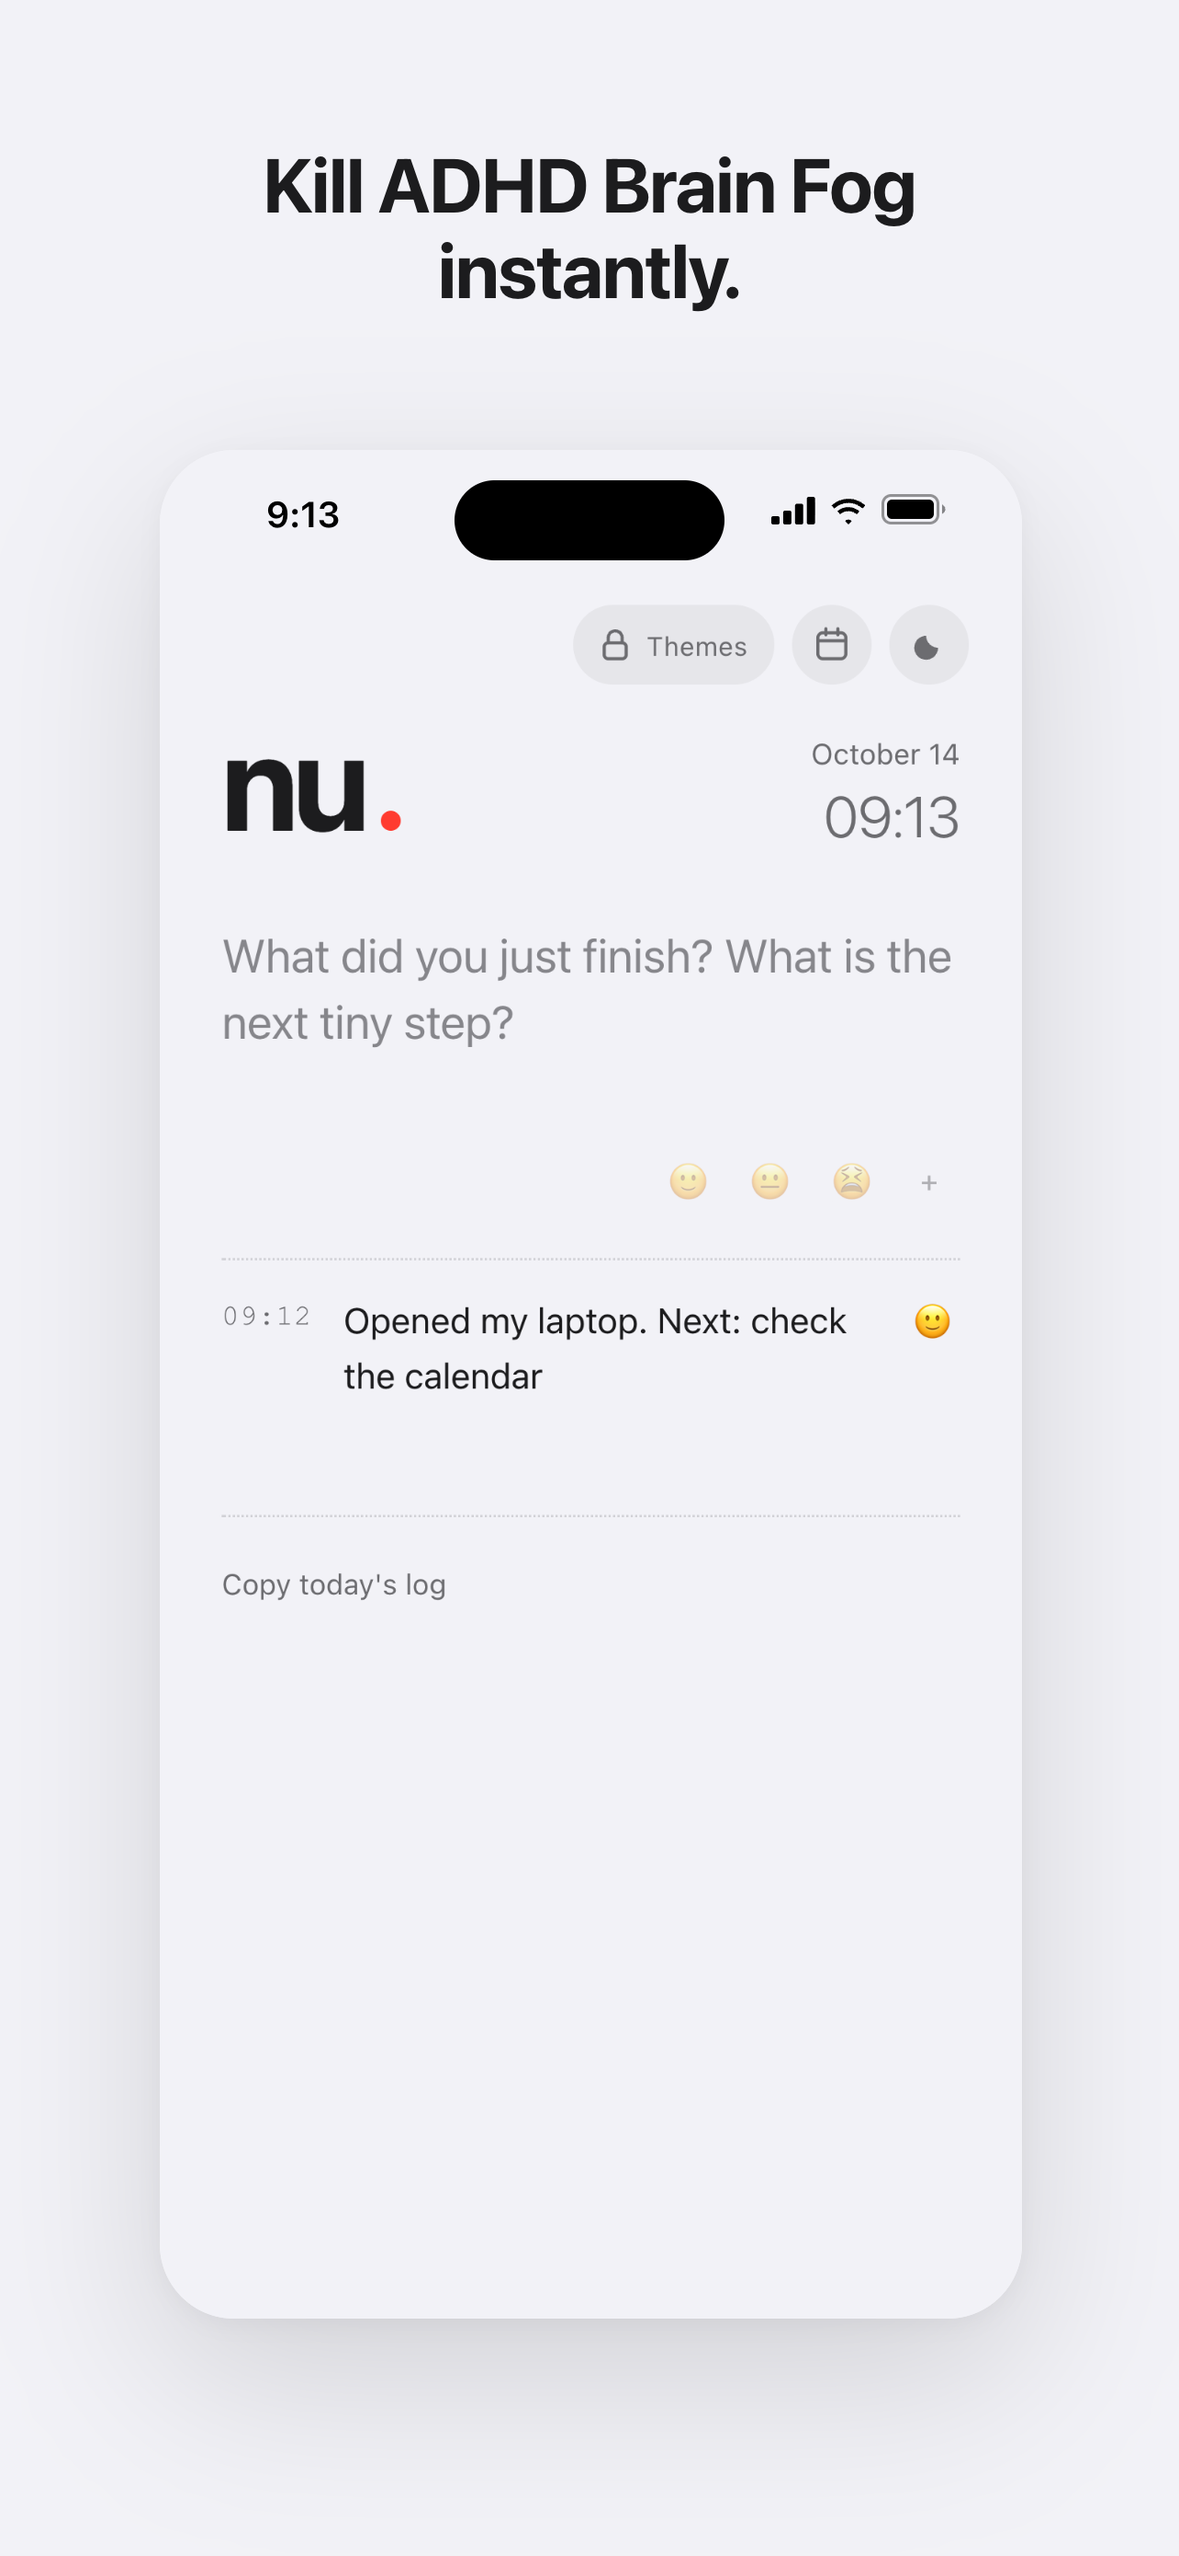 Kill ADHD Brain Fog
instantly.
9:13
Themes
nu.
October 14
09:13
What did you just finish? What is the
next tiny step?
+
09:12
Opened my laptop. Next: check
the calendar
Copy today's log